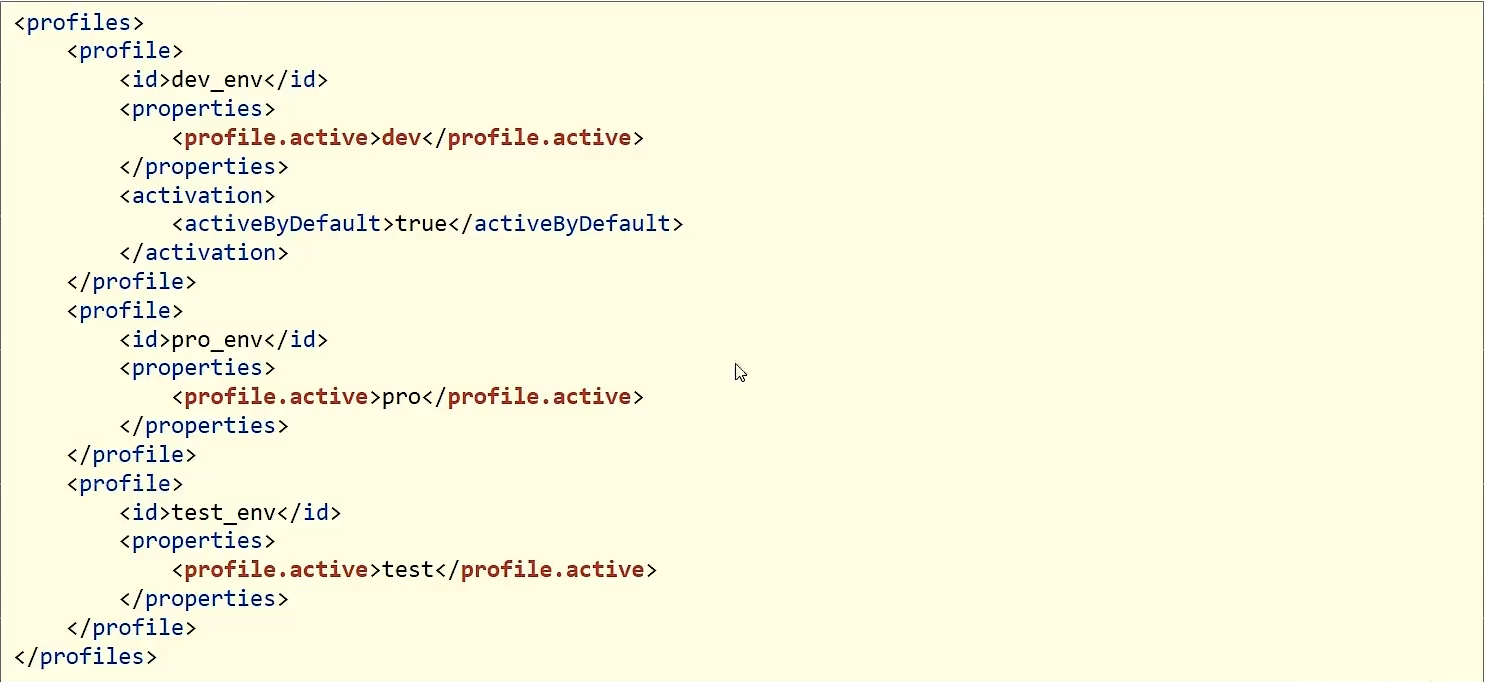 <profiles>
    <profile>
        <id>dev_env</id>
        <properties>
            <profile.active>dev</profile.active>
        </properties>
        <activation>
            <activeByDefault>true</activeByDefault>
        </activation>
    </profile>
    <profile>
        <id>pro_env</id>
        <properties>
            <profile.active>pro</profile.active>
        </properties>
    </profile>
    <profile>
        <id>test_env</id>
        <properties>
            <profile.active>test</profile.active>
        </properties>
    </profile>
</profiles>